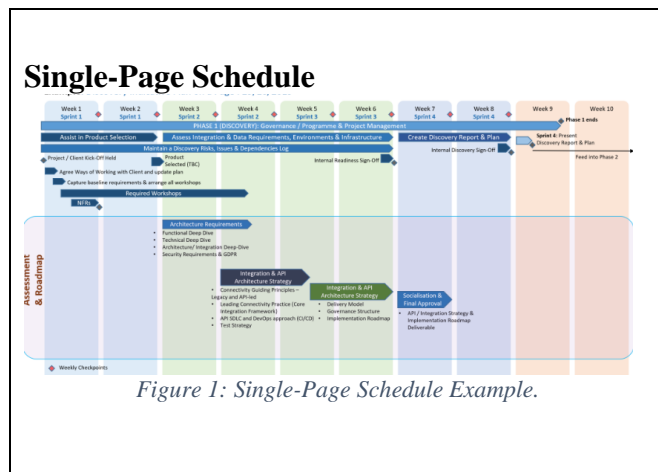 Single-Page Schedule
Week 1 Week 2 Week 3 Week 4 Week 5 Week 6 Week 7 Week 8 Week 9 Week 10
Sprint 1 Sprint 1 Sprint 2 Sprint 2 Sprint 3 Sprint 3 Sprint 4 Sprint 4
Phase 1 ends
PHASE 1 (DISCOVERY): Governance / Programme & Project Management
Assist in Product Selection
Assess Integration & Data Requirements, Environments & Infrastructure
Create Discovery Report & Plan
Sprint 4: Present
Discovery Report & Plan
Maintain a Discovery Risks, Issues & Dependencies Log
Internal Discovery Sign-Off
Feed into Phase 2
Project / Client Kick-Off Held
Product
Selected (TBC)
Internal Readiness Sign-Off
Agree Ways of Working with Client and update plan
Capture baseline requirements & arrange all workshops
Required Workshops
NFRs
Assessment
& Roadmap
Architecture Requirements
• Functional Deep Dive
• Technical Deep Dive
• Architecture/ Integration Deep-Dive
• Security Requirements & GDPR
Integration & API
Architecture Strategy
• Connectivity Guiding Principles –
Legacy and API-led
• Leading Connectivity Practice (Core
Integration Framework)
• API SDLC and DevOps approach (CI/CD)
• Test Strategy
Integration & API
Architecture Strategy
• Delivery Model
• Governance Structure
• Implementation Roadmap
Socialisation &
Final Approval
• API / Integration Strategy &
Implementation Roadmap
Deliverable
Weekly Checkpoints
Figure 1: Single-Page Schedule Example.